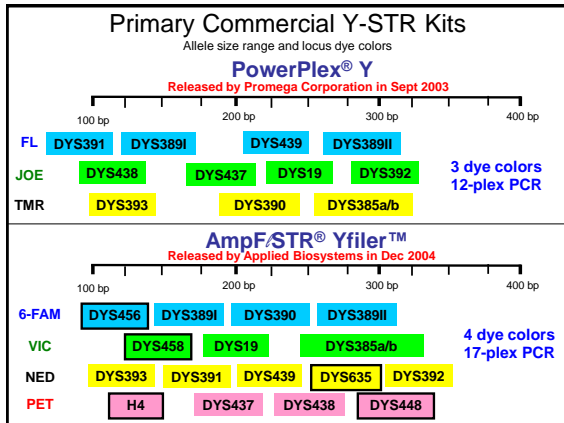 Primary Commercial Y-STR Kits
Allele size range and locus dye colors
PowerPlex® Y
Released by Promega Corporation in Sept 2003
100 bp 200 bp 300 bp 400 bp
FL DYS391 DYS389I DYS439 DYS389II
JOE DYS438 DYS437 DYS19 DYS392
TMR DYS393 DYS390 DYS385a/b
3 dye colors
12-plex PCR
AmpFℓSTR® Yfiler™
Released by Applied Biosystems in Dec 2004
100 bp 200 bp 300 bp 400 bp
6-FAM DYS456 DYS389I DYS390 DYS389II
VIC DYS458 DYS19 DYS385a/b
NED DYS393 DYS391 DYS439 DYS635 DYS392
PET H4 DYS437 DYS438 DYS448
4 dye colors
17-plex PCR